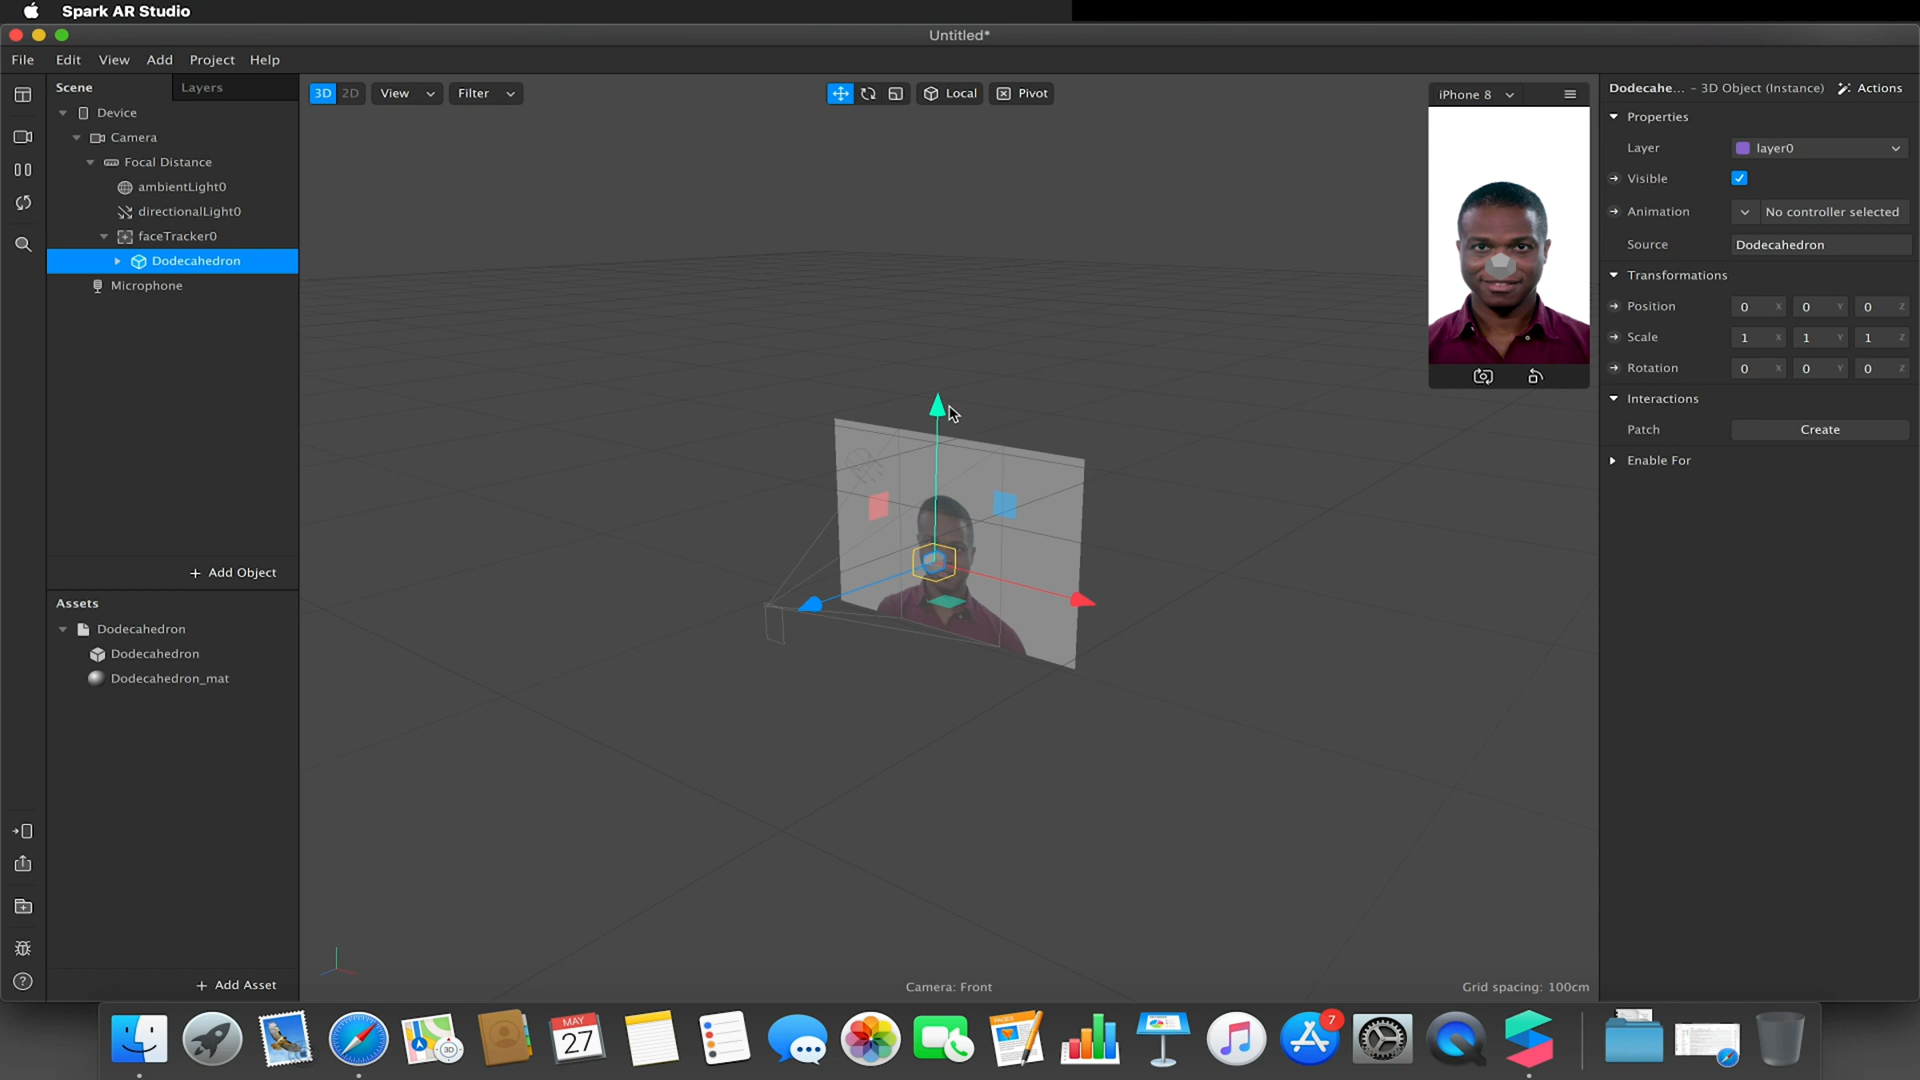 Spark AR Studio
Untitled*
File Edit View Add Project Help
Scene Layers
Device
Camera
Focal Distance
ambientLight0
directionalLight0
faceTracker0
Dodecahedron
Microphone
+ Add Object
Assets
Dodecahedron
Dodecahedron
Dodecahedron_mat
+ Add Asset
3D 2D View Filter Local Pivot
Camera: Front
Grid spacing: 100cm
iPhone 8
Dodecahe... - 3D Object (Instance) Actions
Properties
Layer layer0
Visible
Animation No controller selected
Source Dodecahedron
Transformations
Position 0 X 0 Y 0 Z
Scale 1 X 1 Y 1 Z
Rotation 0 X 0 Y 0 Z
Interactions
Patch Create
Enable For
3D
MAY
27
PAGES
7